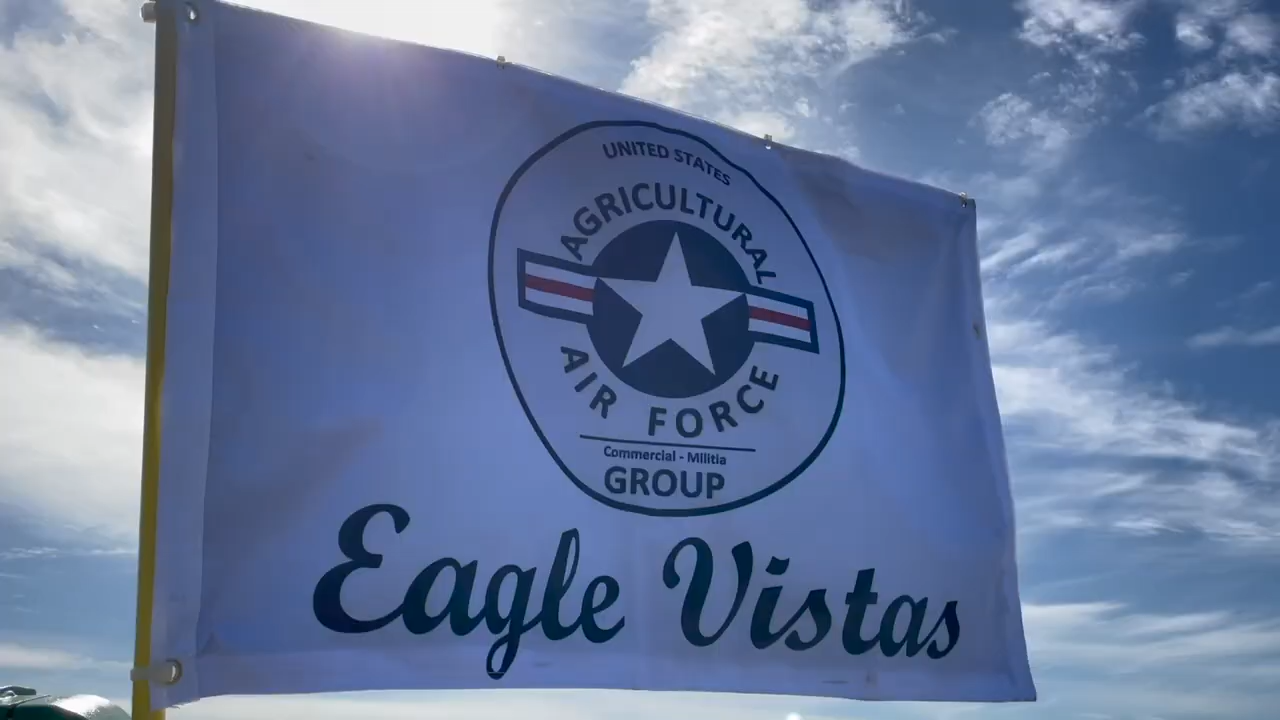 UNITED STATES
AGRICULTURAL
AIR FORCE
Commercial - Militia
GROUP
Eagle Vistas